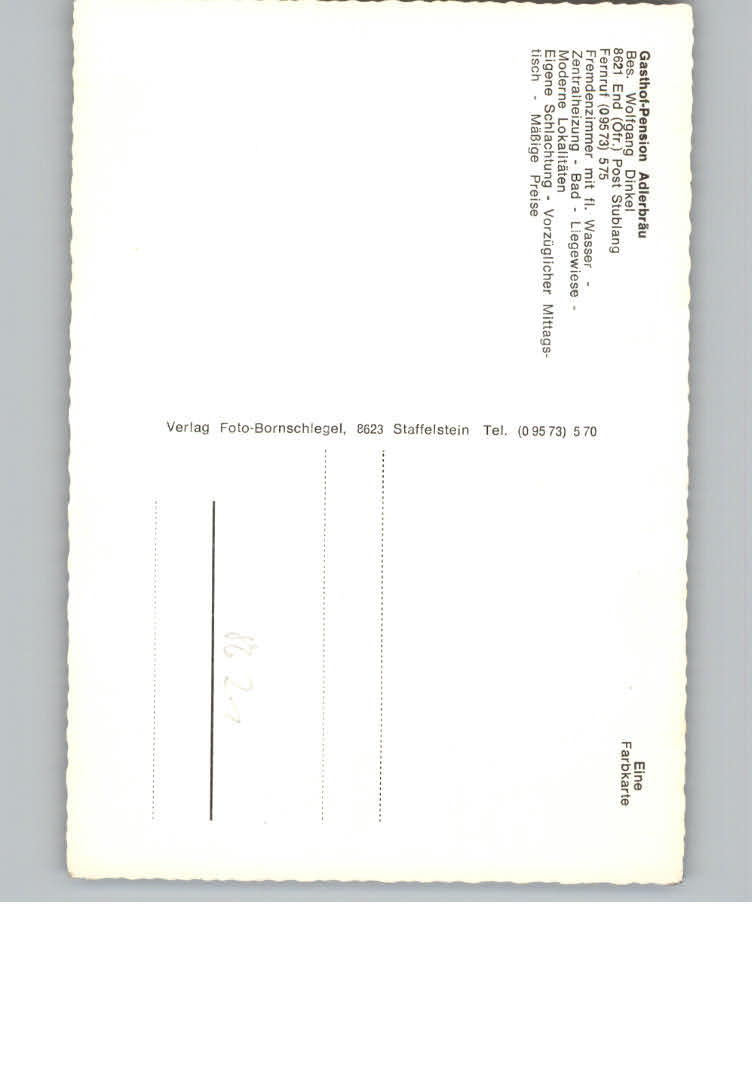 Gasthof-Pension Adlerbräu
Bes. Wolfgang Dinkel
8621 End (Ofr.) Post Stublang
Fernruf (0 95 73) 575
Fremdenzimmer mit fl. Wasser -
Zentralheizung - Bad - Liegewiese -
Moderne Lokalitäten
Eigene Schlachtung - Vorzüglicher Mittags-
tisch - Mäßige Preise
Verlag Foto-Bornschlegel, 8623 Staffelstein Tel. (0 95 73) 5 70
Eine
Farbkarte